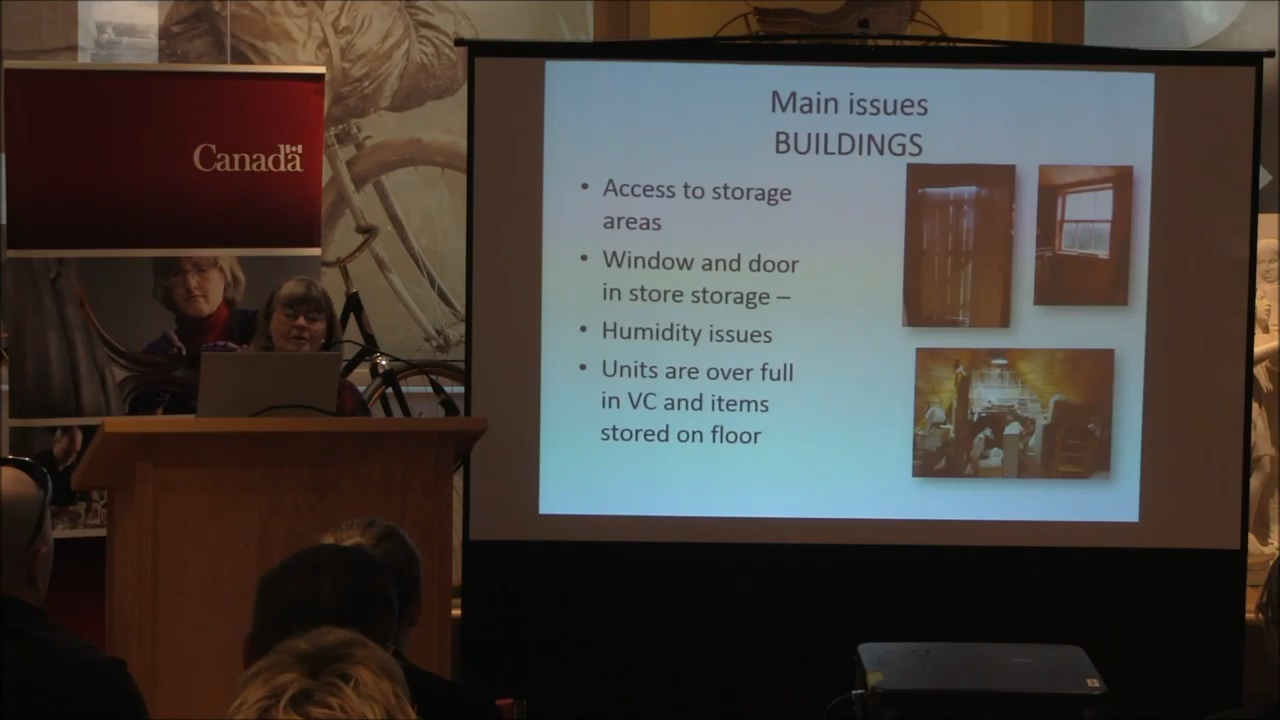 Canada
Main issues
BUILDINGS
• Access to storage
areas
• Window and door
in store storage –
• Humidity issues
• Units are over full
in VC and items
stored on floor